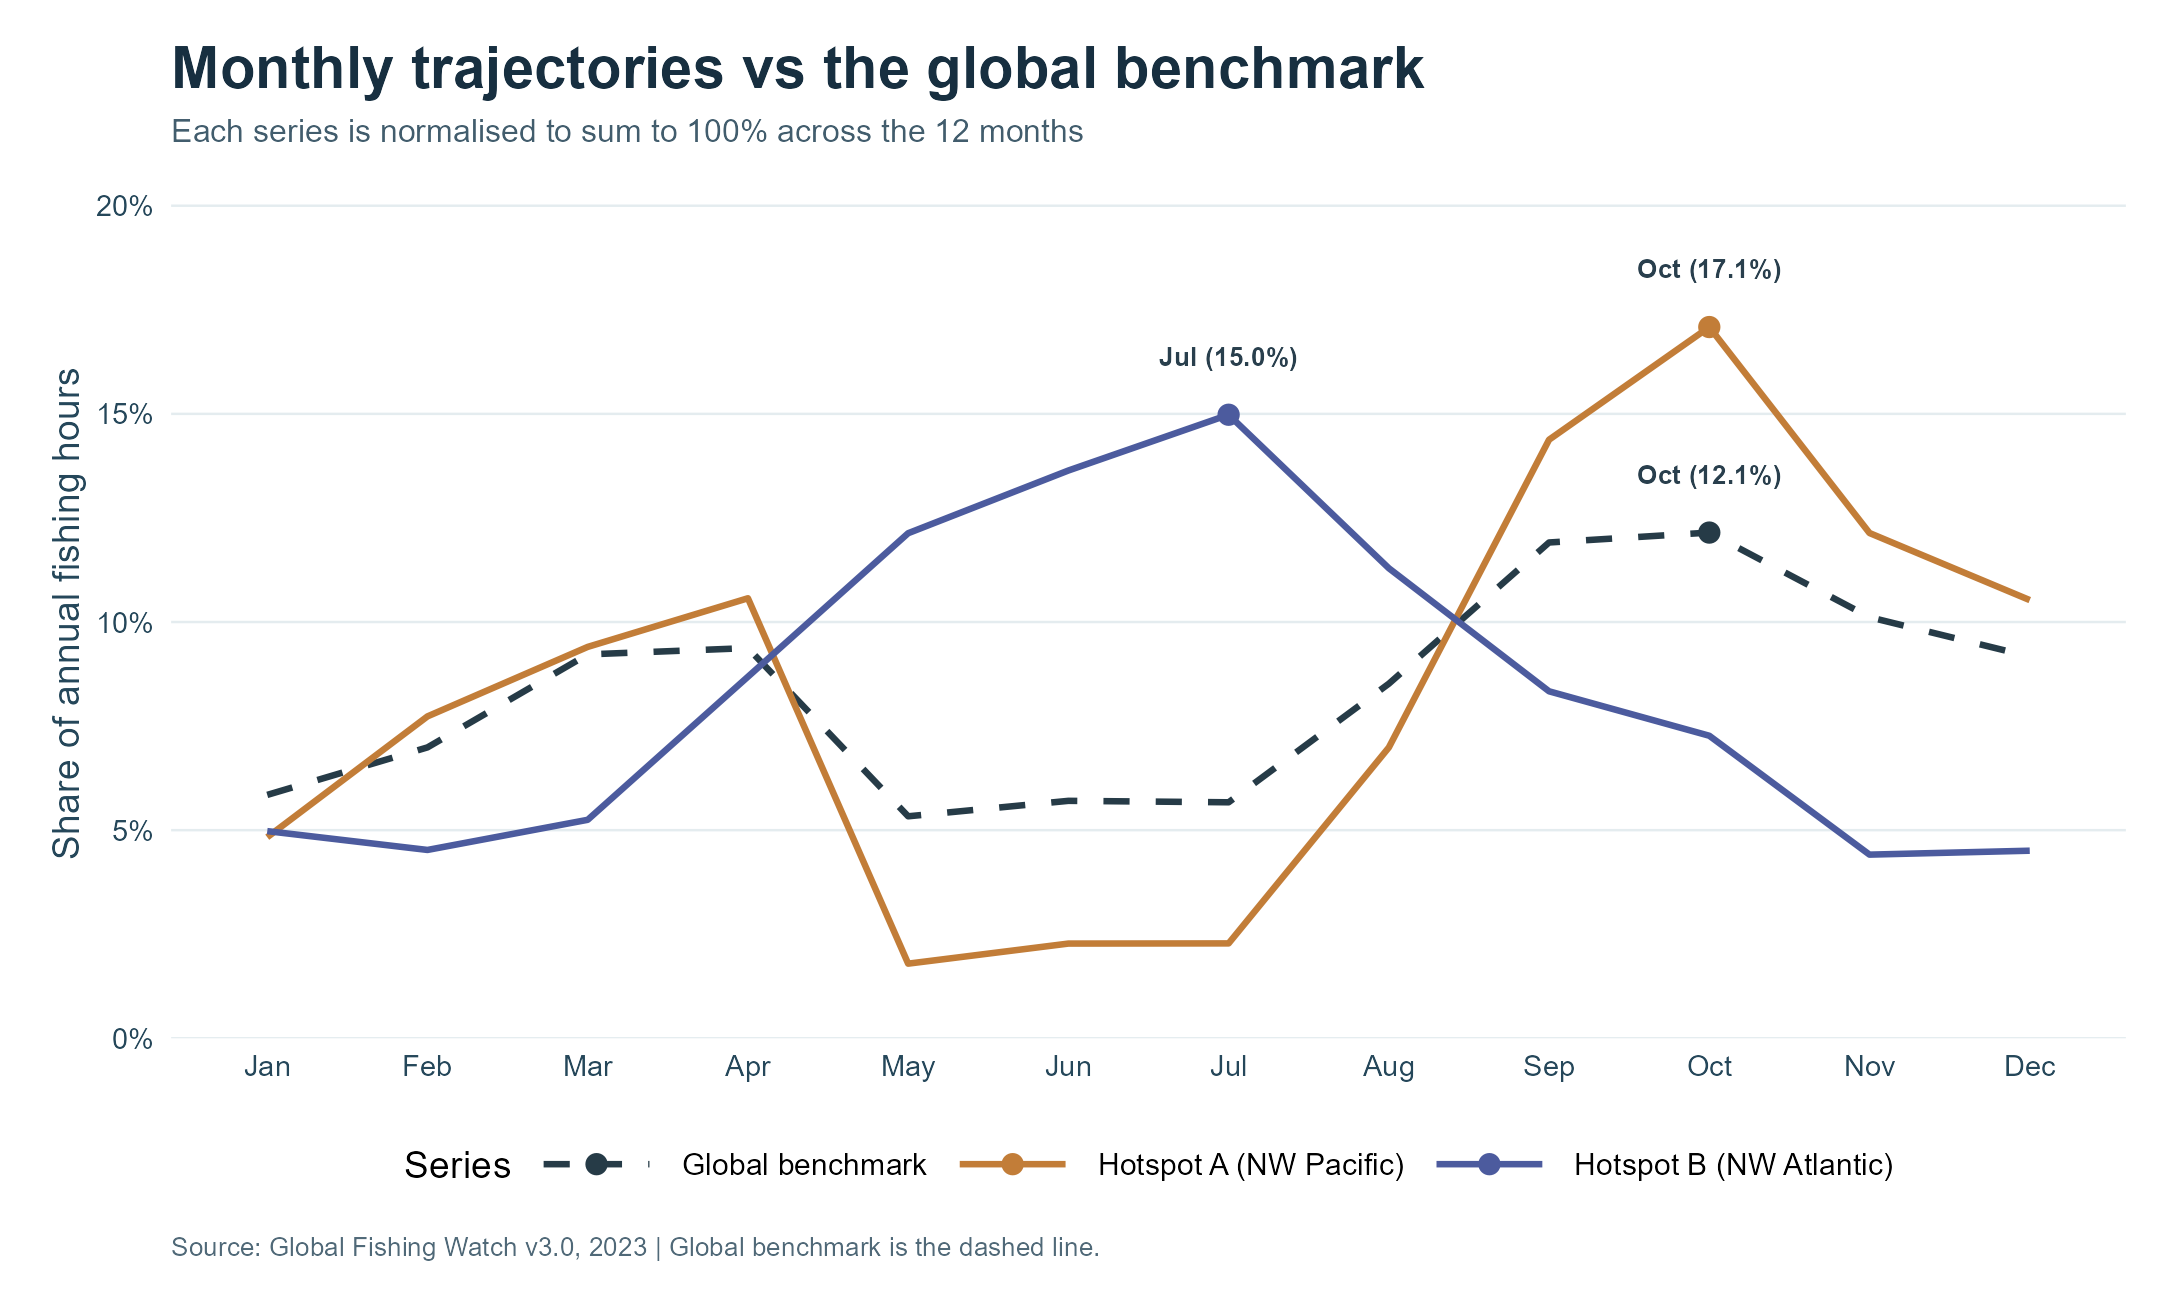 Monthly trajectories vs the global benchmark
Each series is normalised to sum to 100% across the 12 months
Share of annual fishing hours
20%
15%
10%
5%
0%
Oct (17.1%)
Jul (15.0%)
Oct (12.1%)
Jan Feb Mar Apr May Jun Jul Aug Sep Oct Nov Dec
Series Global benchmark Hotspot A (NW Pacific) Hotspot B (NW Atlantic)
Source: Global Fishing Watch v3.0, 2023 | Global benchmark is the dashed line.